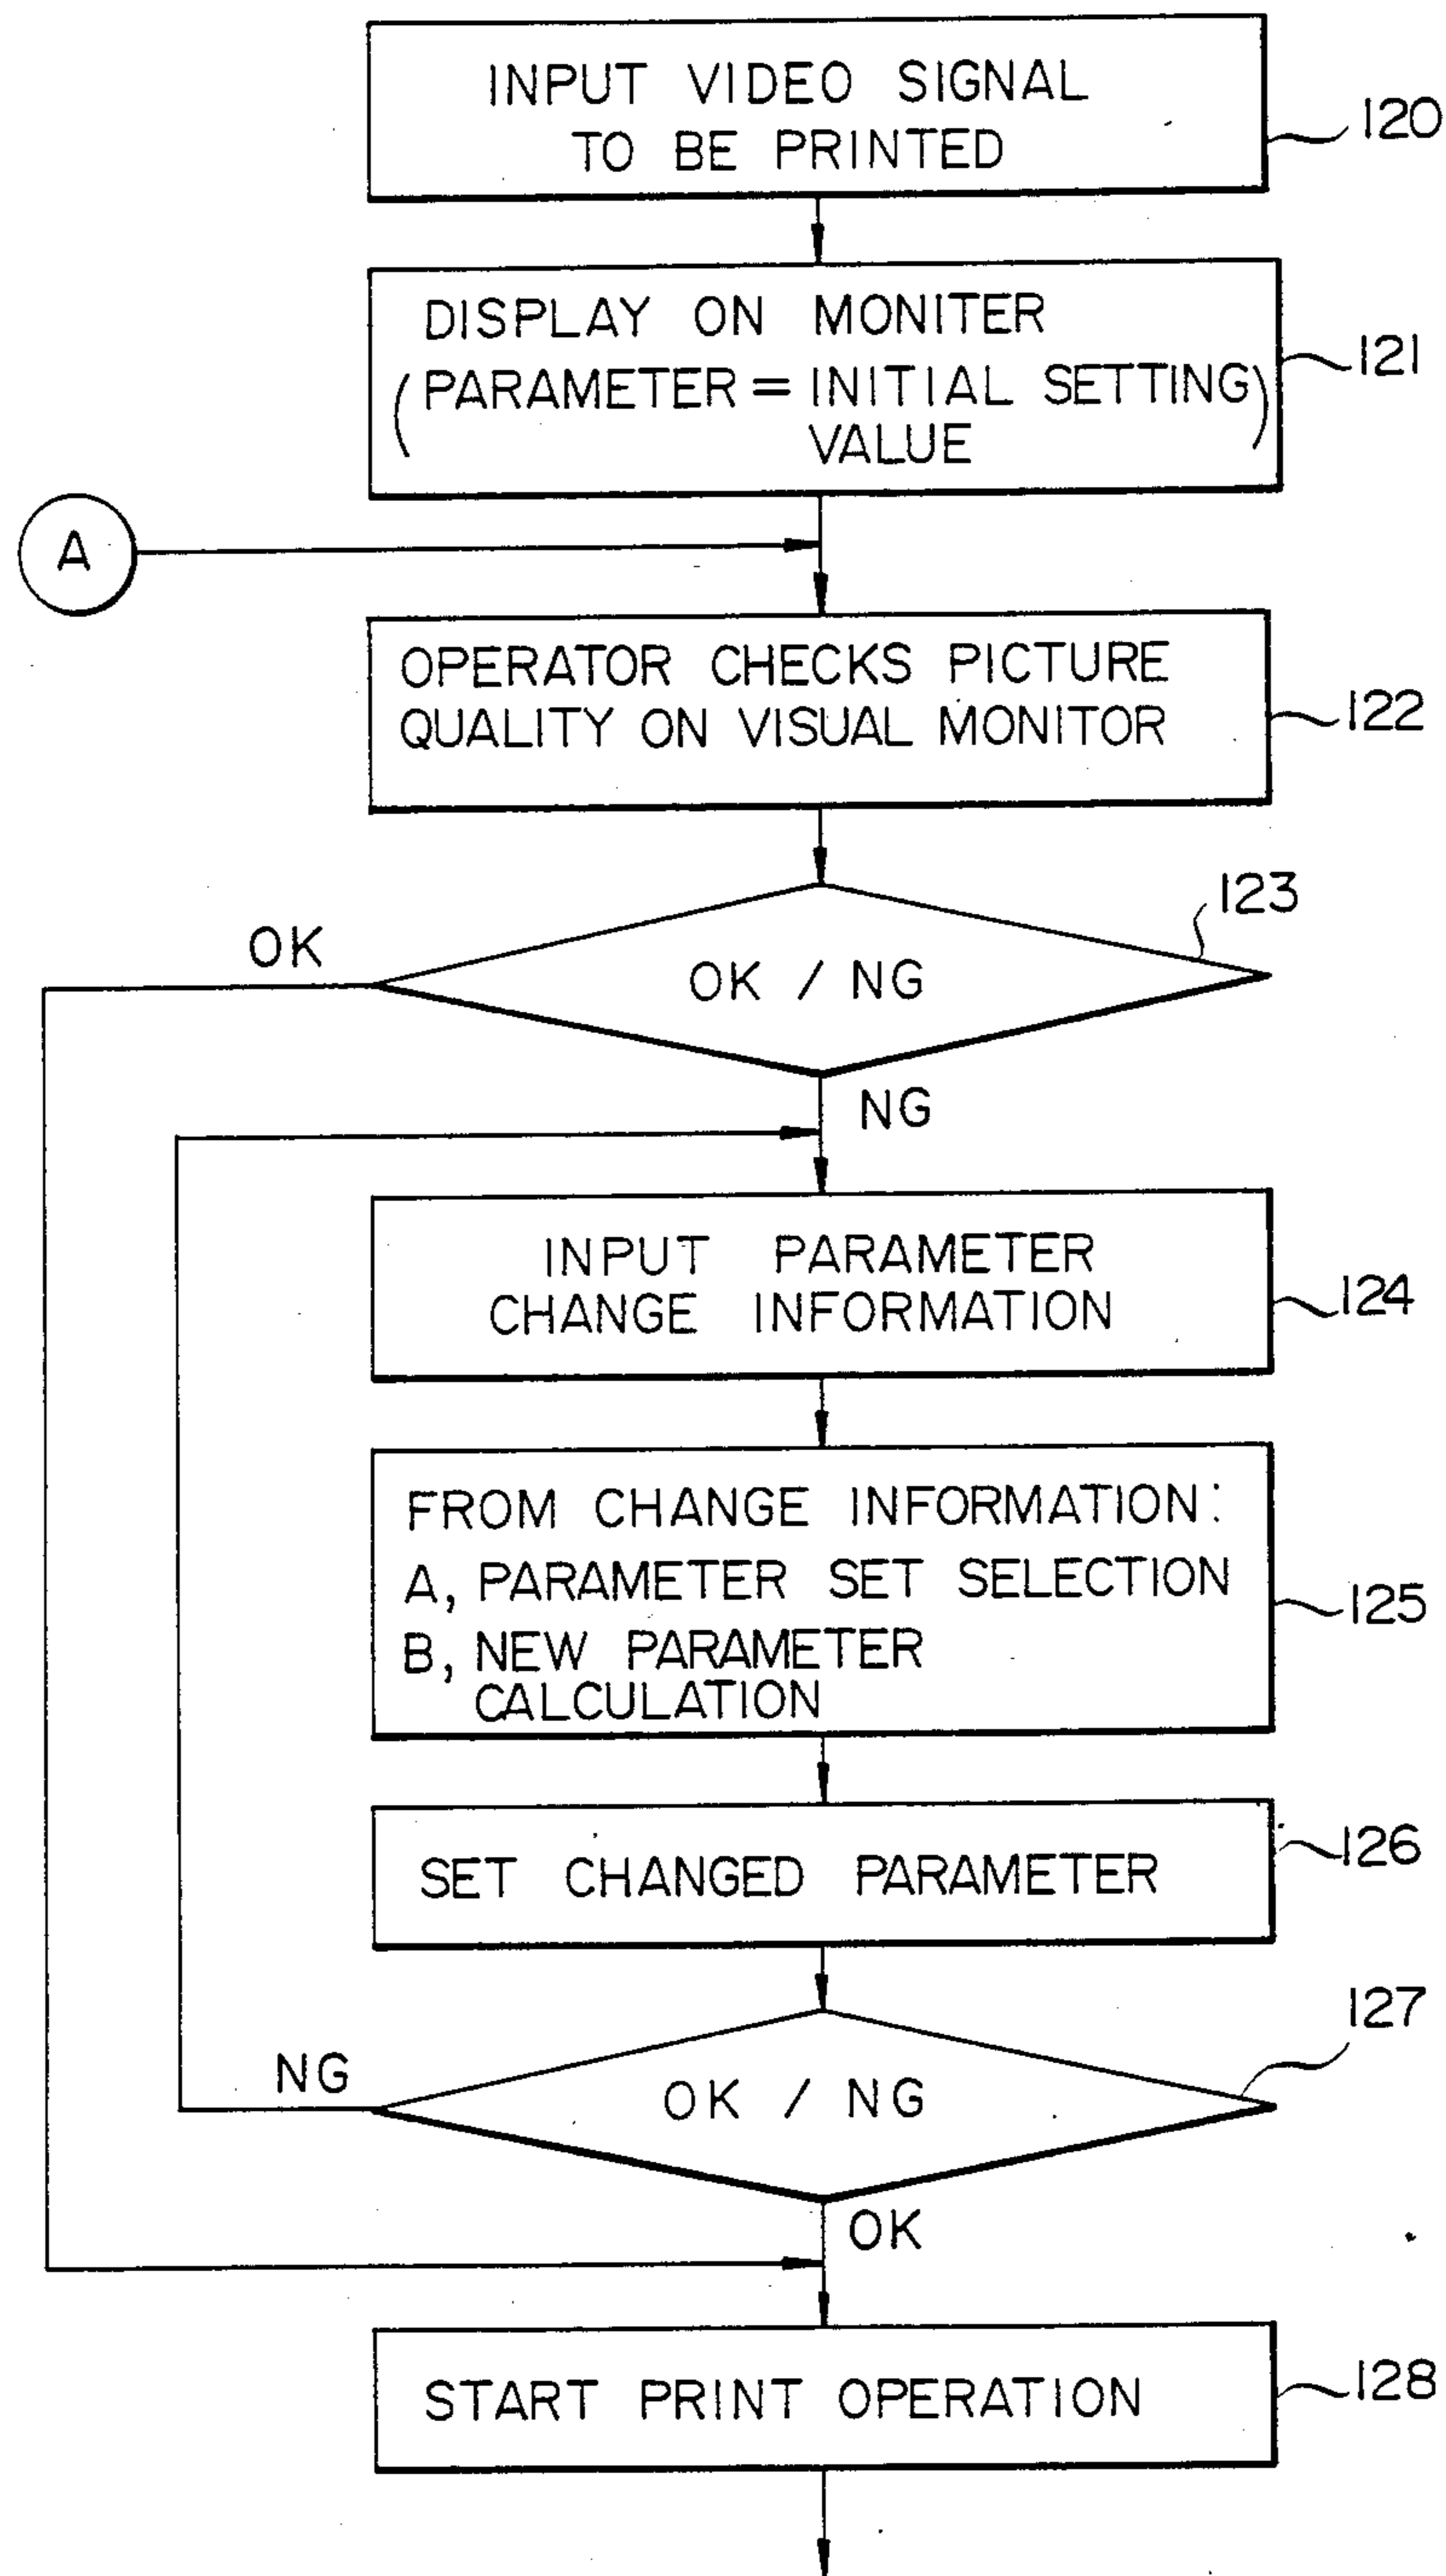 INPUT VIDEO SIGNAL
TO BE PRINTED
120
DISPLAY ON MONITER
(PARAMETER = INITIAL SETTING)
VALUE
121
A
OPERATOR CHECKS PICTURE
QUALITY ON VISUAL MONITOR
122
123
OK
OK / NG
NG
INPUT PARAMETER
CHANGE INFORMATION
124
FROM CHANGE INFORMATION:
A, PARAMETER SET SELECTION
B, NEW PARAMETER
CALCULATION
125
SET CHANGED PARAMETER
126
127
NG
OK / NG
OK
START PRINT OPERATION
128